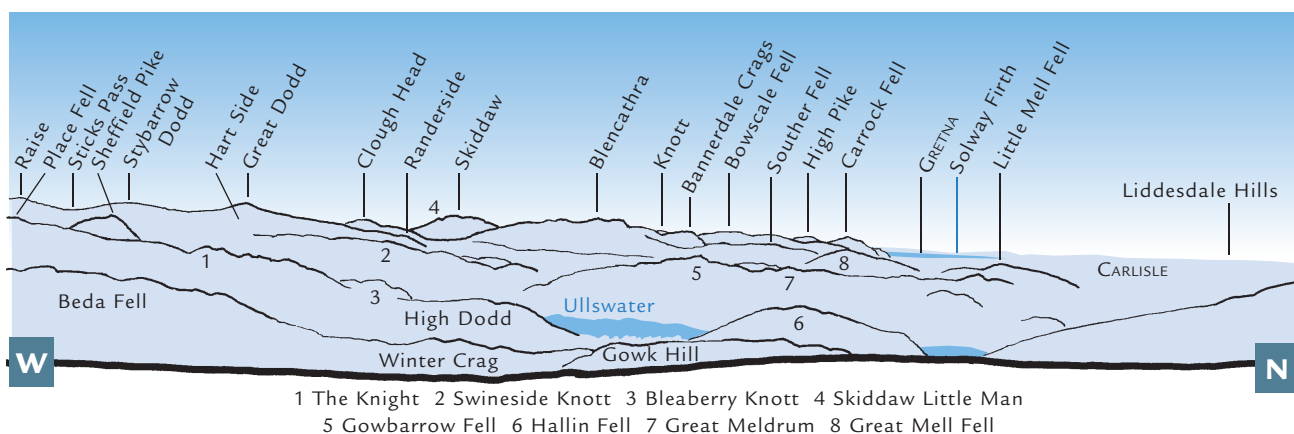 Raise
Place Fell
Sticks Pass
Sheffield Pike
Stybarrow
Dodd
Hart Side
Great Dodd
Clough Head
Randerside
Skiddaw
Blencathra
Knott
Bannerdale Crags
Bowscale Fell
Souther Fell
High Pike
Carrock Fell
GRETNA
Solway Firth
Little Mell Fell
Liddesdale Hills
4
1
2
5
8
7
CARLISLE
Beda Fell
3
High Dodd
Ullswater
6
Winter Crag
Gowk Hill
W
N
1 The Knight 2 Swineside Knott 3 Bleaberry Knott 4 Skiddaw Little Man
5 Gowbarrow Fell 6 Hallin Fell 7 Great Meldrum 8 Great Mell Fell